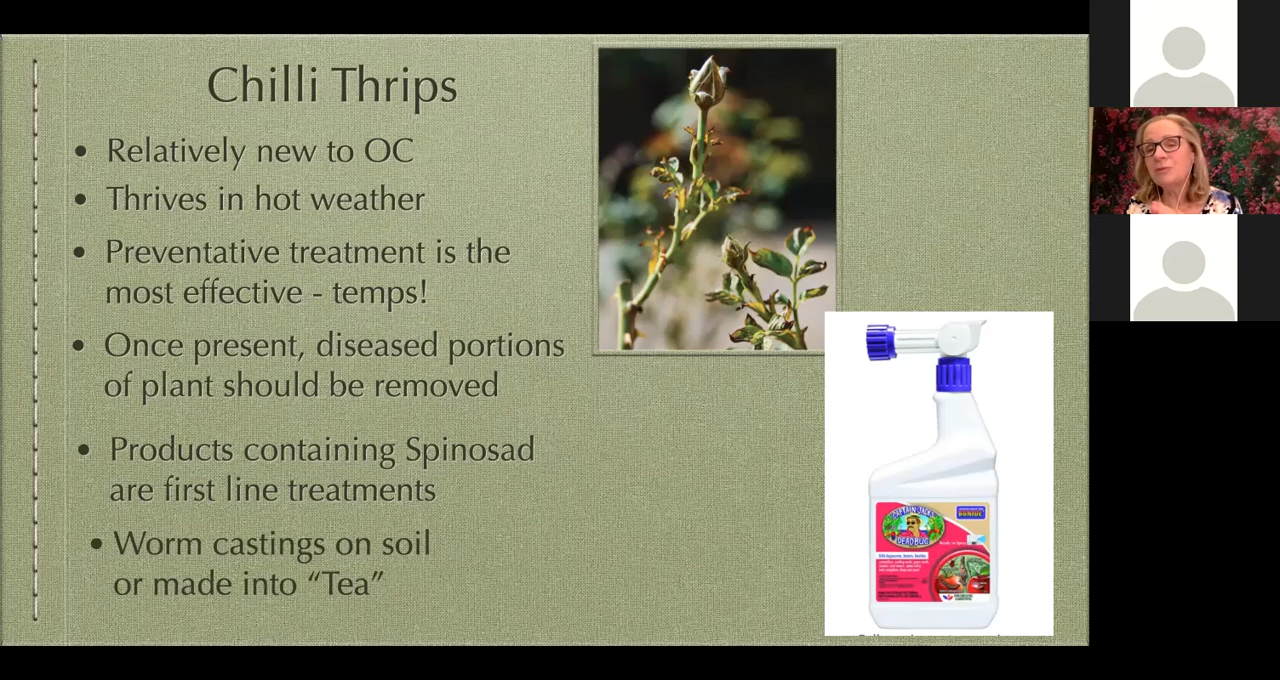 Chilli Thrips
• Relatively new to OC
• Thrives in hot weather
• Preventative treatment is the
most effective - temps!
• Once present, diseased portions
of plant should be removed
• Products containing Spinosad
are first line treatments
• Worm castings on soil
or made into “Tea”
CAPTAIN JACK'S
DEADBUG
BONIDE